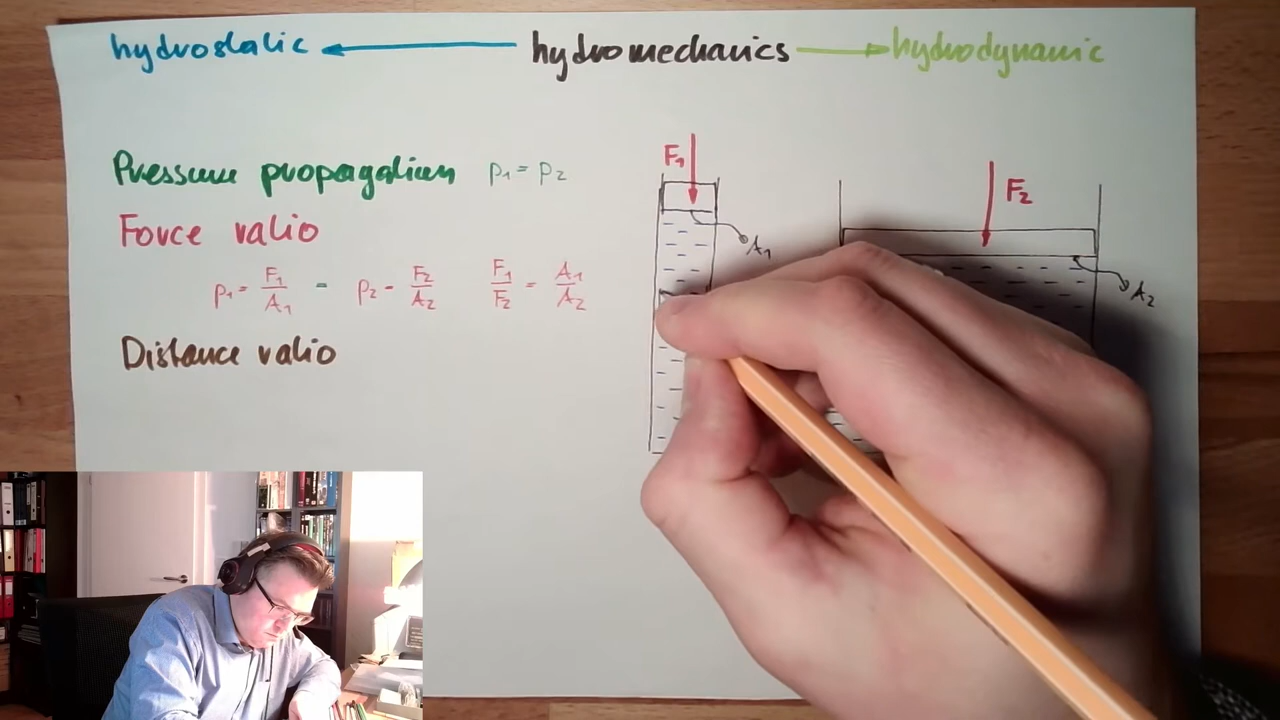 hydrostatic hydromechanics hydrodynamic
Pressure propagation p1 = p2
Force ratio
p1 = F1/A1 = p2 = F2/A2 F1/F2 = A1/A2
Distance ratio
F1
A1
F2
A2